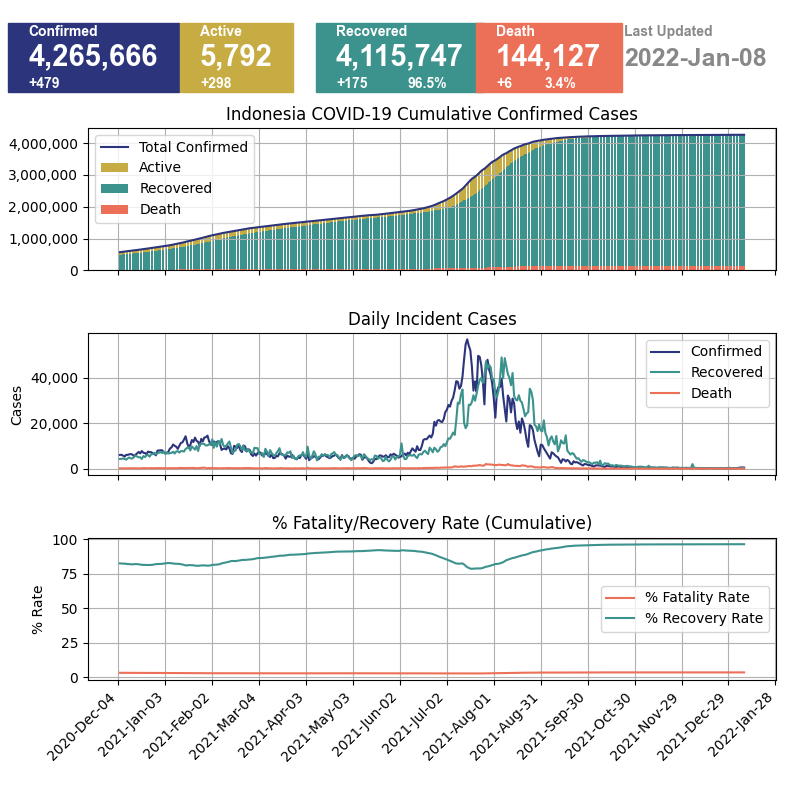 Confirmed
4,265,666
+479
Active
5,792
+298
Recovered
4,115,747
+175 96.5%
Death
144,127
+6 3.4%
Last Updated
2022-Jan-08
Indonesia COVID-19 Cumulative Confirmed Cases
4,000,000
3,000,000
2,000,000
1,000,000
0
Total Confirmed
Active
Recovered
Death
Daily Incident Cases
Cases
40,000
20,000
0
Confirmed
Recovered
Death
% Fatality/Recovery Rate (Cumulative)
% Rate
100
75
50
25
0
% Fatality Rate
% Recovery Rate
2020-Dec-04
2021-Jan-03
2021-Feb-02
2021-Mar-04
2021-Apr-03
2021-May-03
2021-Jun-02
2021-Jul-02
2021-Aug-01
2021-Aug-31
2021-Sep-30
2021-Oct-30
2021-Nov-29
2021-Dec-29
2022-Jan-28